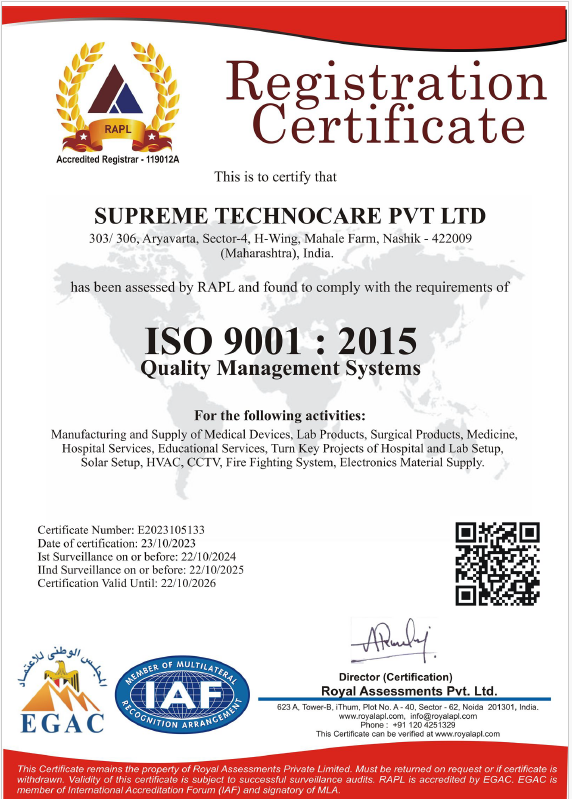 Registration
Certificate
RAPL
Accredited Registrar - 119012A
This is to certify that
SUPREME TECHNOCARE PVT LTD
303/ 306, Aryavarta, Sector-4, H-Wing, Mahale Farm, Nashik - 422009
(Maharashtra), India.
has been assessed by RAPL and found to comply with the requirements of
ISO 9001 : 2015
Quality Management Systems
For the following activities:
Manufacturing and Supply of Medical Devices, Lab Products, Surgical Products, Medicine,
Hospital Services, Educational Services, Turn Key Projects of Hospital and Lab Setup,
Solar Setup, HVAC, CCTV, Fire Fighting System, Electronics Material Supply.
Certificate Number: E2023105133
Date of certification: 23/10/2023
Ist Surveillance on or before: 22/10/2024
IInd Surveillance on or before: 22/10/2025
Certification Valid Until: 22/10/2026
المجلس الوطنى للإعتماد
EGAC
MEMBER OF MULTILATERAL
IAF
RECOGNITION ARRANGEMENT
Director (Certification)
Royal Assessments Pvt. Ltd.
623 A, Tower-B, iThum, Plot No. A - 40, Sector - 62, Noida 201301, India.
www.royalapl.com, info@royalapl.com
Phone : +91 120 4251329
This Certificate can be verified at www.royalapl.com
This Certificate remains the property of Royal Assessments Private Limited. Must be returned on request or if certificate is
withdrawn. Validity of this certificate is subject to successful surveillance audits. RAPL is accredited by EGAC. EGAC is
member of International Accreditation Forum (IAF) and signatory of MLA.